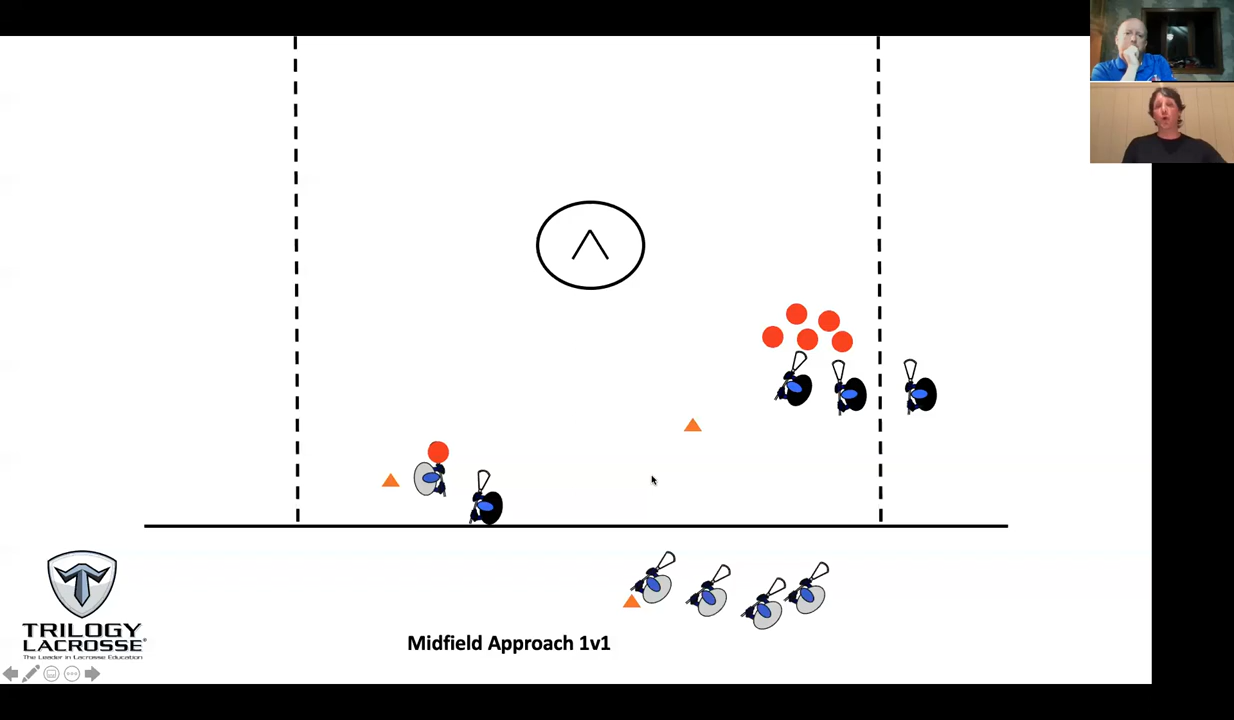 TRILOGY
LACROSSE®
The Leader in Lacrosse Education
Midfield Approach 1v1